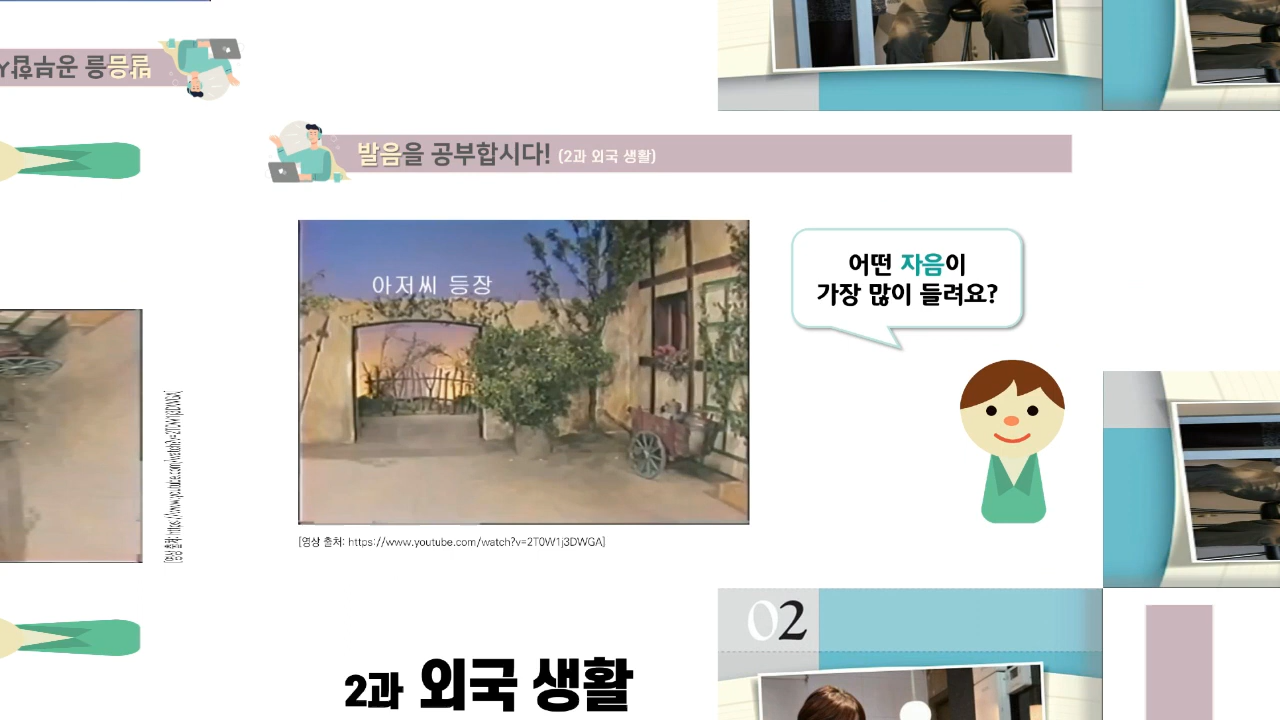 발음을 공부합시다! (2과 외국 생활)
아저씨 등장
어떤 자음이
가장 많이 들려요?
[영상 출처: https://www.youtube.com/watch?v=2T0W1j3DWGA]
02
2과 외국 생활